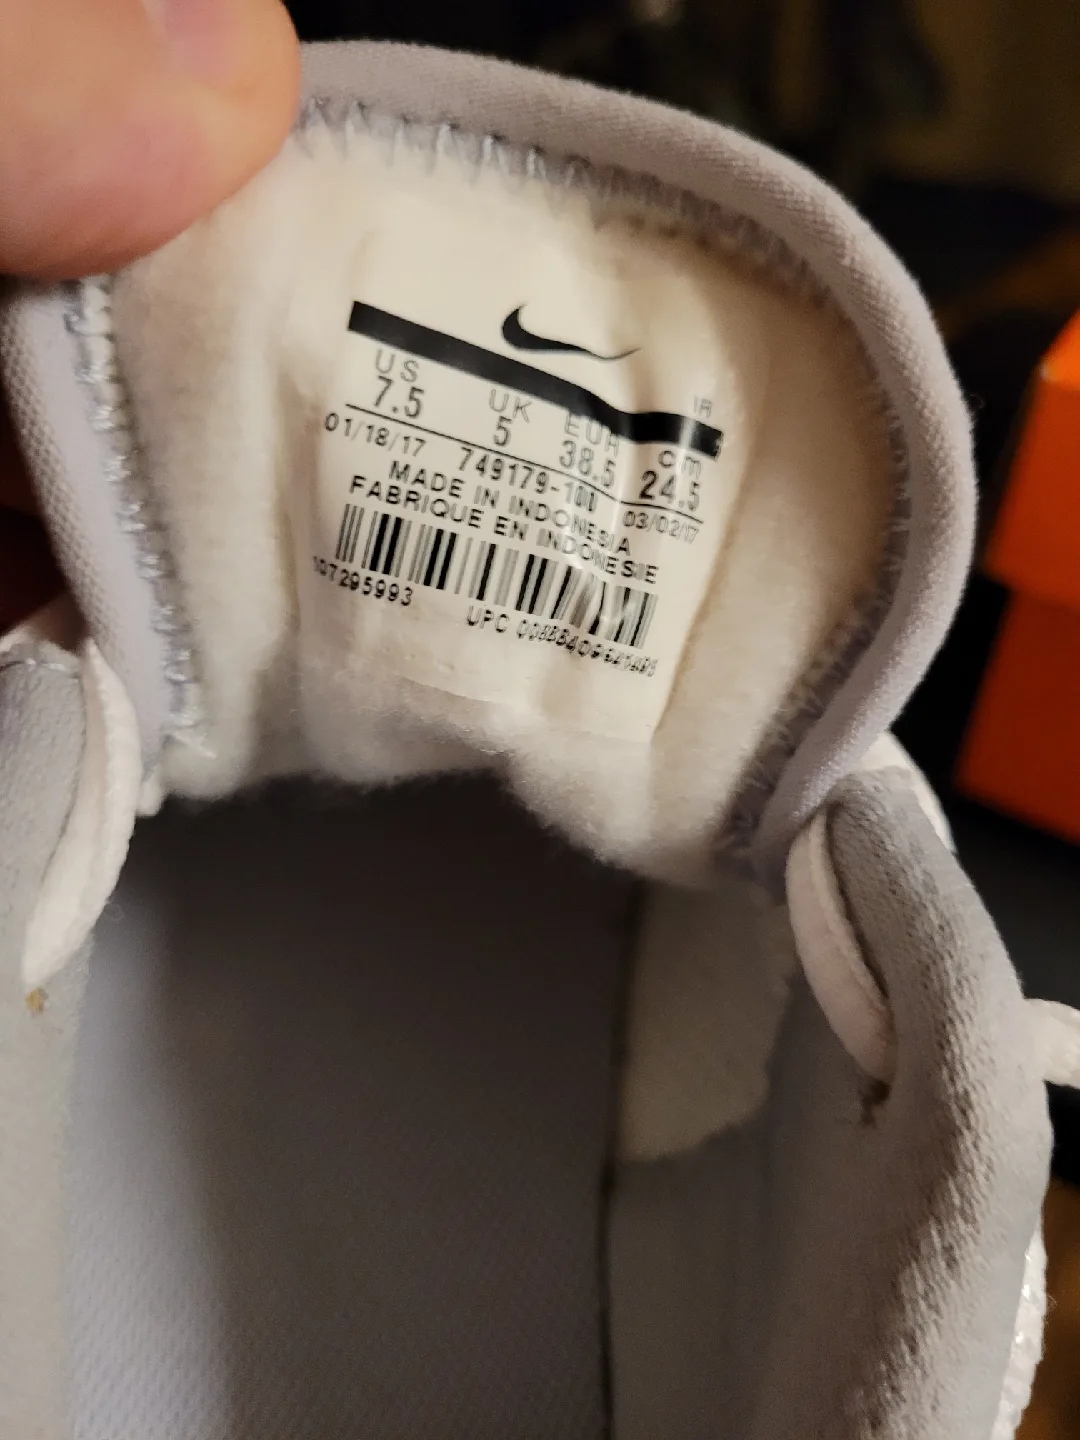 IR
US UK EUR cm
7.5 5 38.5 24.5
01/18/17 749179-100 03/02/17
MADE IN INDONESIA
FABRIQUE EN INDONESIE
107295993 UPC